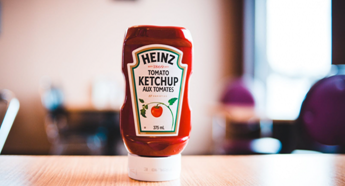 HEINZ
TOMATO
KETCHUP
AUX TOMATES
375 mL